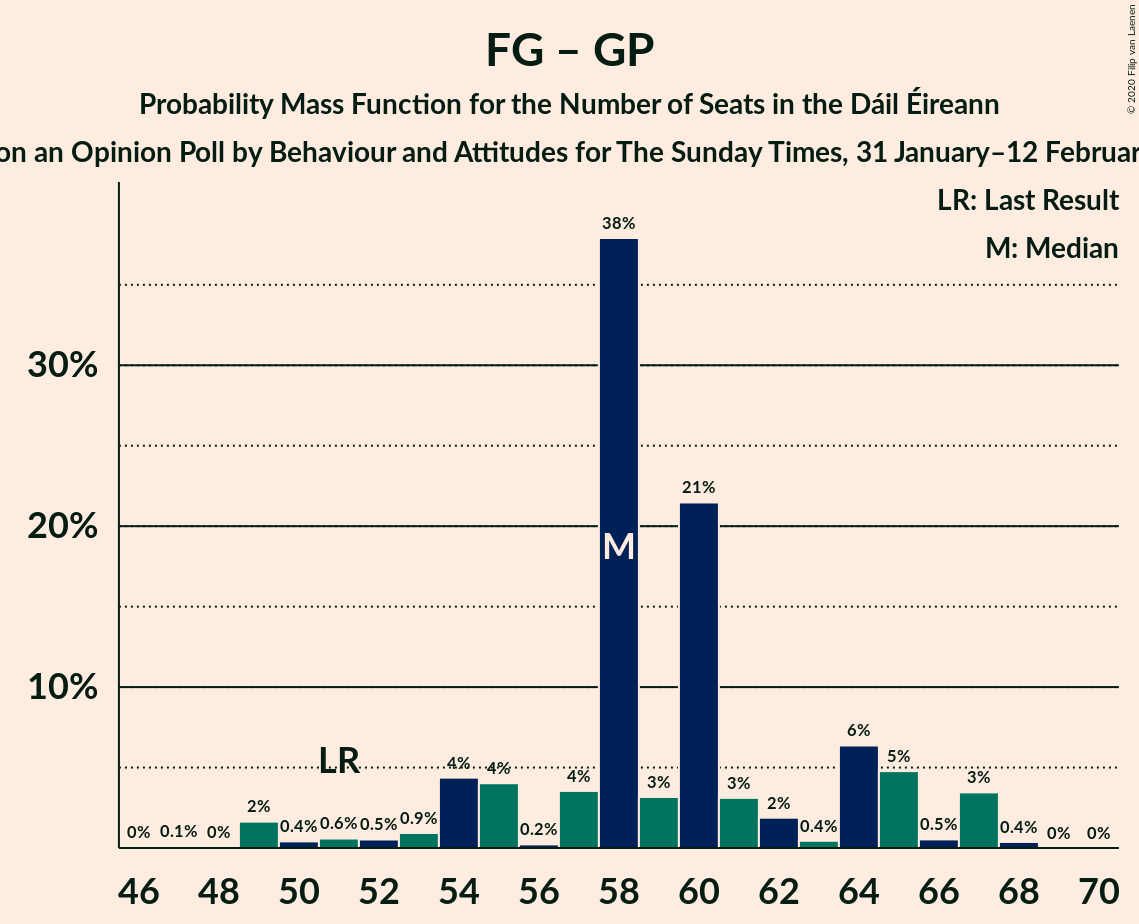 FG – GP
Probability Mass Function for the Number of Seats in the Dáil Éireann
on an Opinion Poll by Behaviour and Attitudes for The Sunday Times, 31 January–12 Februar
© 2020 Filip van Laenen
LR: Last Result
M: Median
30%
20%
10%
LR
M
0% 0.1% 0% 2% 0.4% 0.6% 0.5% 0.9% 4% 4% 0.2% 4% 38% 3% 21% 3% 2% 0.4% 6% 5% 0.5% 3% 0.4% 0% 0%
46 48 50 52 54 56 58 60 62 64 66 68 70